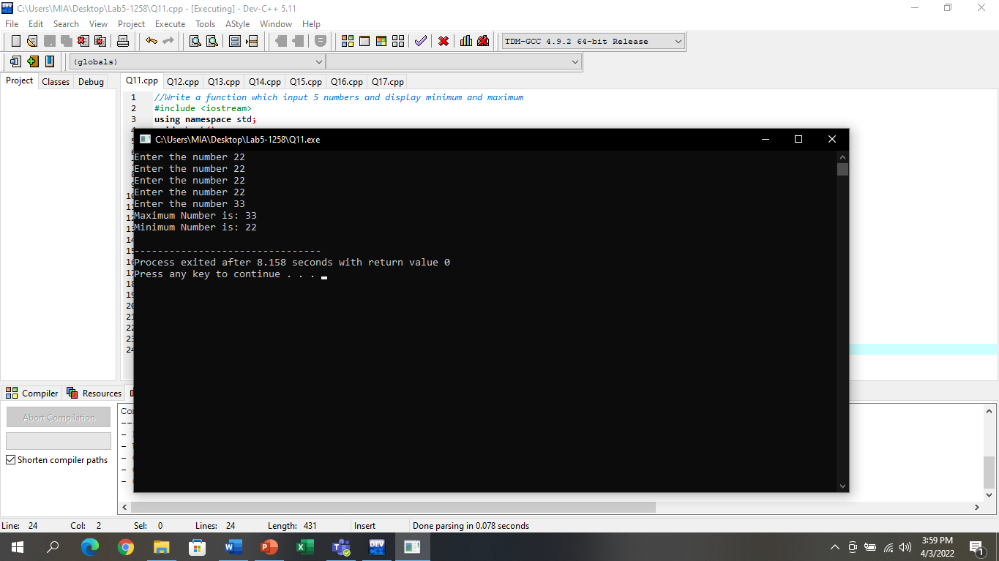 C:\Users\MIA\Desktop\Lab5-1258\Q11.cpp - [Executing] - Dev-C++ 5.11
File Edit Search View Project Execute Tools AStyle Window Help
TDM-GCC 4.9.2 64-bit Release
(globals)
Project Classes Debug Q11.cpp Q12.cpp Q13.cpp Q14.cpp Q15.cpp Q16.cpp Q17.cpp
1 //Write a function which input 5 numbers and display minimum and maximum
2 #include <iostream>
3 using namespace std;
C:\Users\MIA\Desktop\Lab5-1258\Q11.exe
Enter the number 22
Enter the number 22
Enter the number 22
Enter the number 22
Enter the number 33
Maximum Number is: 33
Minimum Number is: 22
--------------------------------
Process exited after 8.158 seconds with return value 0
Press any key to continue . . .
Compiler Resources
Abort Compilation
Shorten compiler paths
Line: 24 Col: 2 Sel: 0 Lines: 24 Length: 431 Insert Done parsing in 0.078 seconds
DEV
3:59 PM
4/3/2022
1